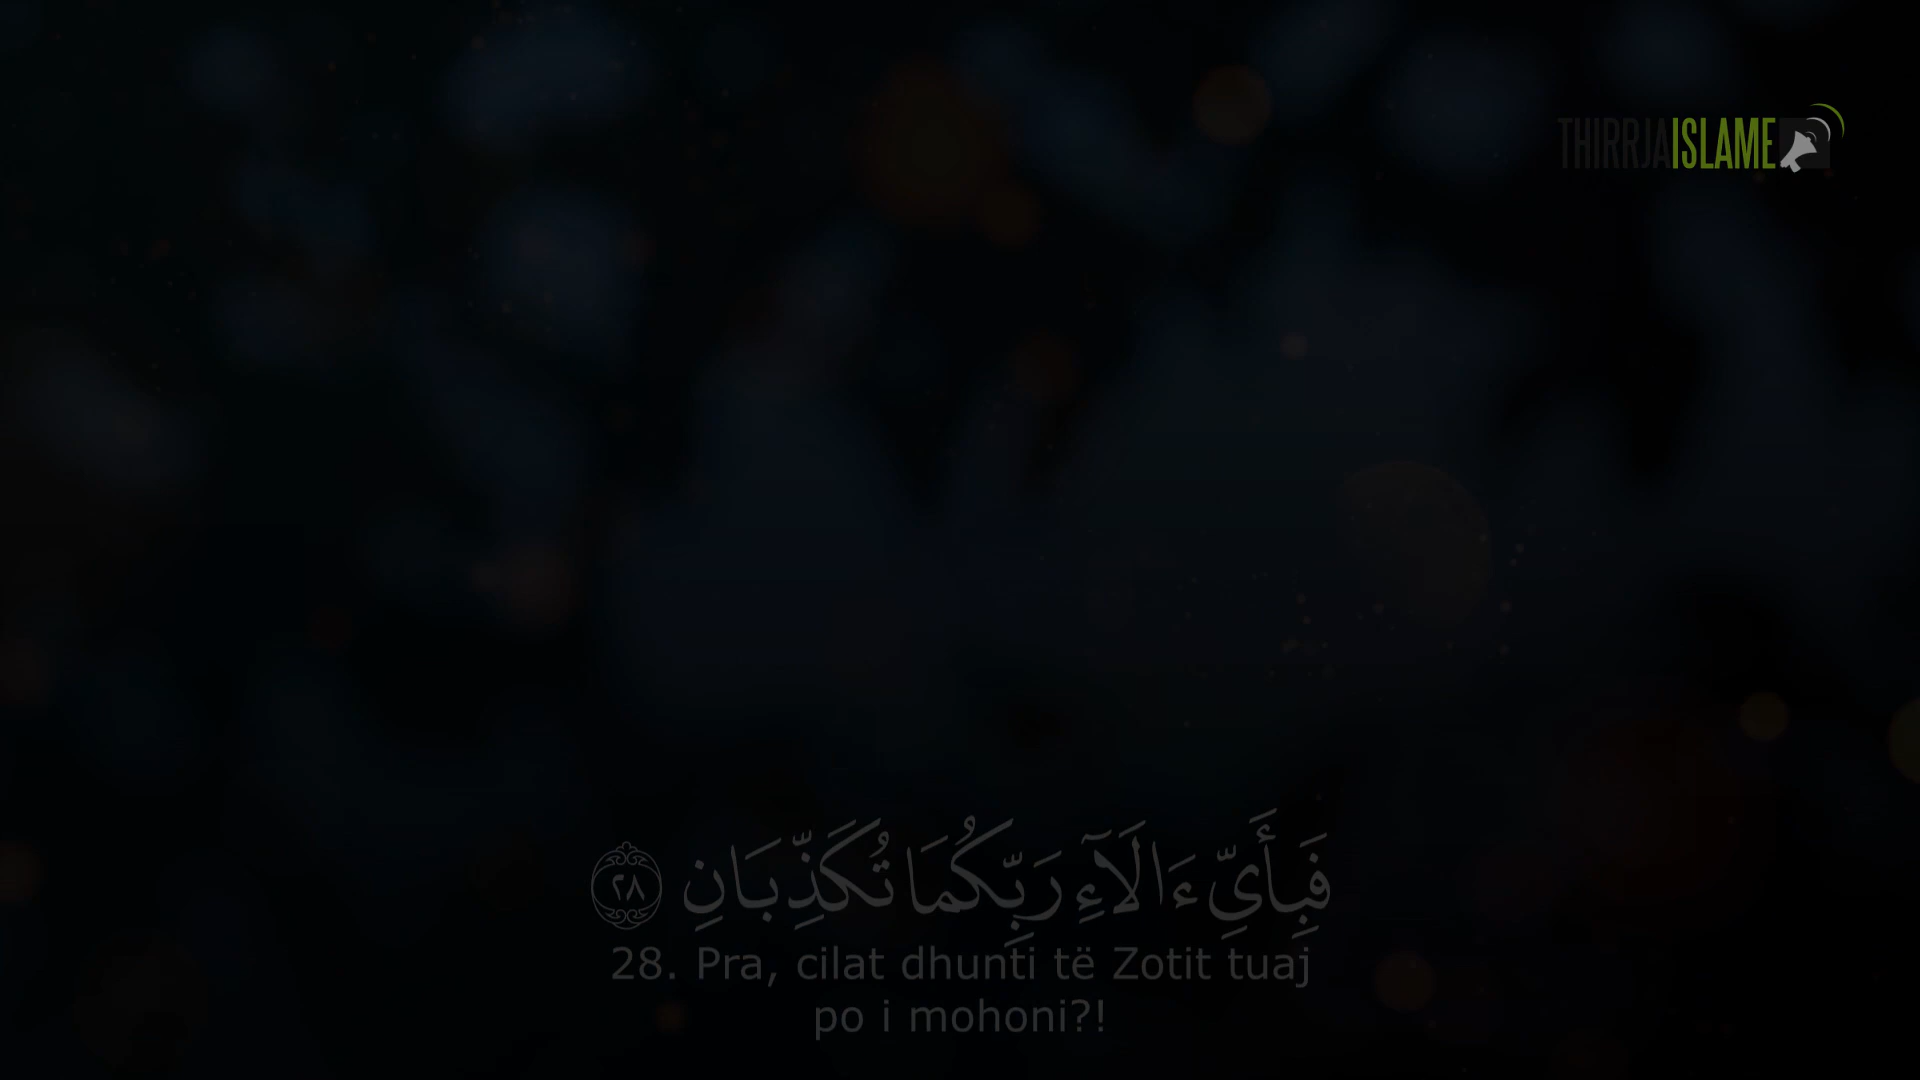 THIRRJAISLAME
فَبِأَيِّ ءَالَآءِ رَبِّكُمَا تُكَذِّبَانِ ٢٨
28. Pra, cilat dhunti të Zotit tuaj
po i mohoni?!